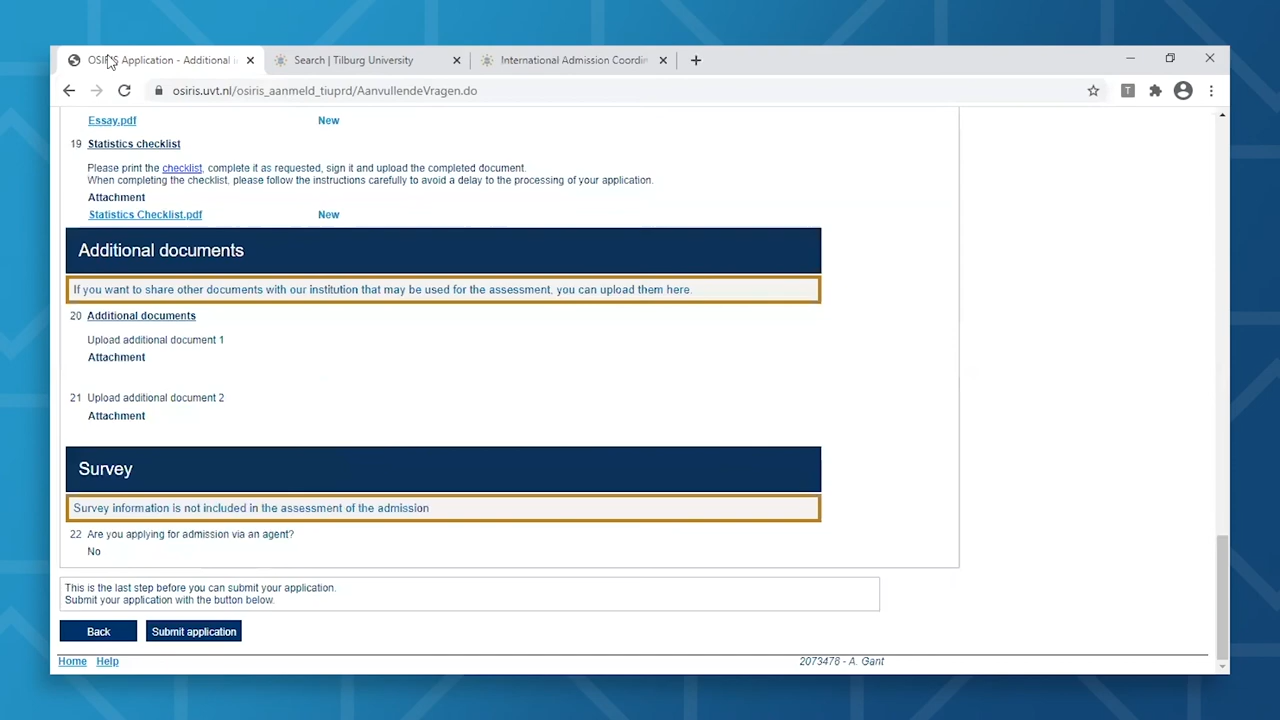 OSIRIS Application - Additional i
Search | Tilburg University
International Admission Coordin
osiris.uvt.nl/osiris_aanmeld_tiuprd/AanvullendeVragen.do
T
Essay.pdf New
19 Statistics checklist
Please print the checklist, complete it as requested, sign it and upload the completed document.
When completing the checklist, please follow the instructions carefully to avoid a delay to the processing of your application.
Attachment
Statistics Checklist.pdf New
Additional documents
If you want to share other documents with our institution that may be used for the assessment, you can upload them here.
20 Additional documents
Upload additional document 1
Attachment
21 Upload additional document 2
Attachment
Survey
Survey information is not included in the assessment of the admission
22 Are you applying for admission via an agent?
No
This is the last step before you can submit your application.
Submit your application with the button below.
Back Submit application
Home Help 2073478 - A. Gant